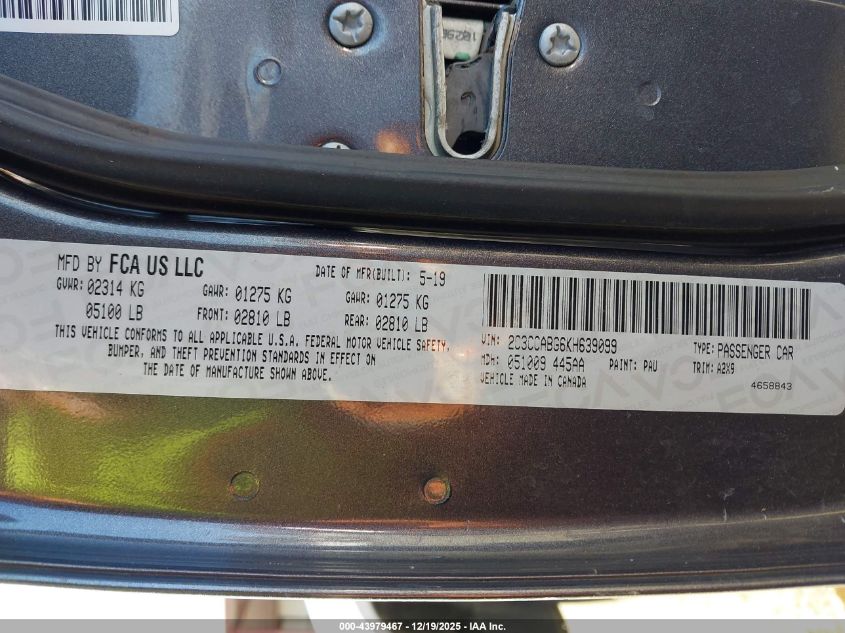 1829
MFD BY FCA US LLC
DATE OF MFR(BUILT): 5-19
GVWR: 02314 KG GAWR: 01275 KG GAWR: 01275 KG
05100 LB FRONT: 02810 LB REAR: 02810 LB
THIS VEHICLE CONFORMS TO ALL APPLICABLE U.S.A. FEDERAL MOTOR VEHICLE SAFETY,
BUMPER, AND THEFT PREVENTION STANDARDS IN EFFECT ON
THE DATE OF MANUFACTURE SHOWN ABOVE.
VIN: 2C3CCABG6KH639099 TYPE: PASSENGER CAR
MDH: 051009 445AA PAINT: PAU TRIM: A2X9
VEHICLE MADE IN CANADA 4658843
000-43979467 - 12/19/2025 - IAA Inc.